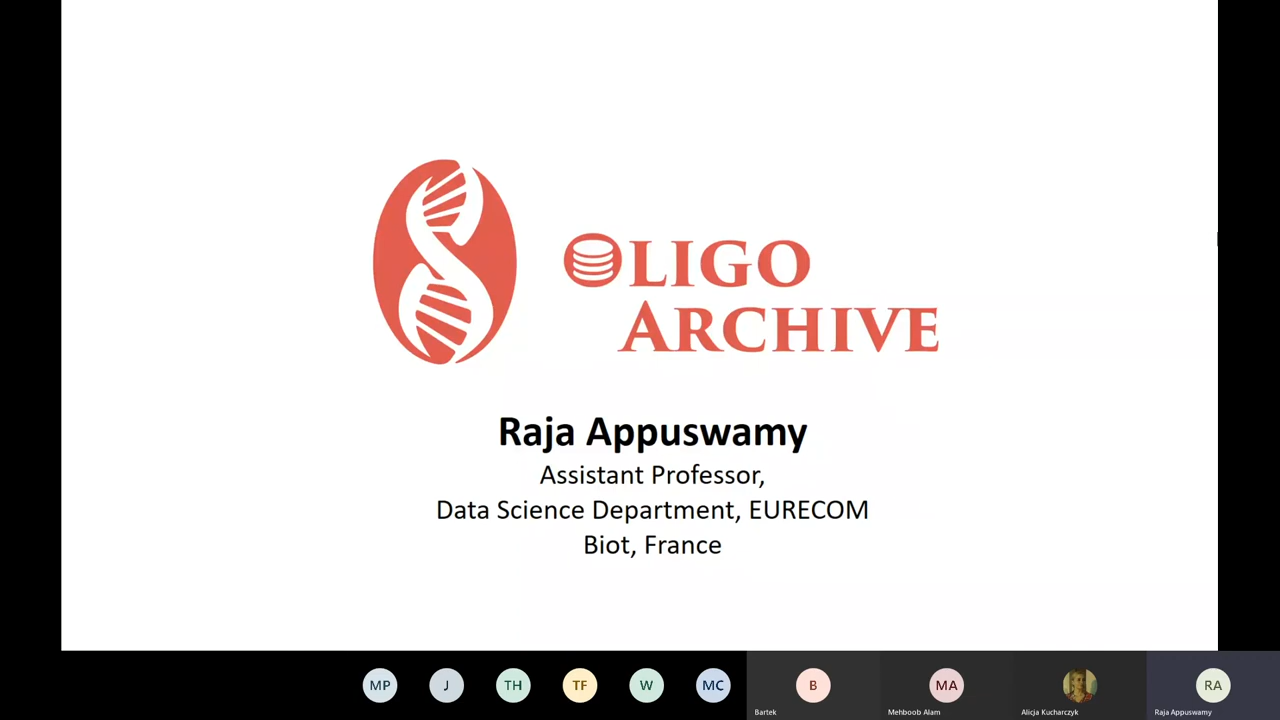 OLIGO
ARCHIVE
Raja Appuswamy
Assistant Professor,
Data Science Department, EURECOM
Biot, France
MP
J
TH
TF
W
MC
B
MA
RA
Bartek
Mehboob Alam
Alicja Kucharczyk
Raja Appuswamy